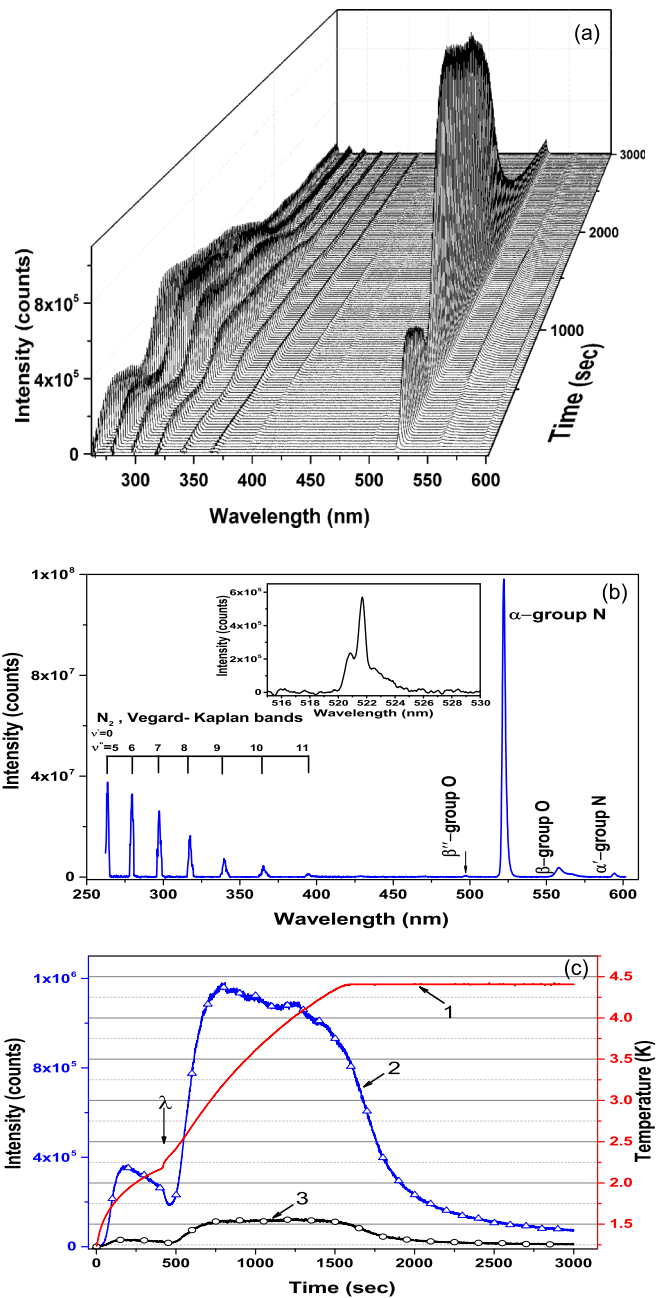 (a)
Intensity (counts)
8x10⁵
4x10⁵
0
300 350 400 450 500 550 600
Wavelength (nm)
3000
2000
1000
Time (sec)
(b)
Intensity (counts)
1x10⁸
8x10⁷
4x10⁷
0
250 300 350 400 450 500 550 600
Wavelength (nm)
Intensity (counts)
6x10⁵
4x10⁵
2x10⁵
0
516 518 520 522 524 526 528 530
Wavelength (nm)
α−group N
N₂ , Vegard- Kaplan bands
ν'=0
ν''=5 6 7 8 9 10 11
β''−group O
β−group O
α'−group N
(c)
Intensity (counts)
1x10⁶
8x10⁵
4x10⁵
0
λ
1
2
3
4.5
4.0
3.5
3.0
2.5
2.0
1.5
Temperature (K)
0 500 1000 1500 2000 2500 3000
Time (sec)